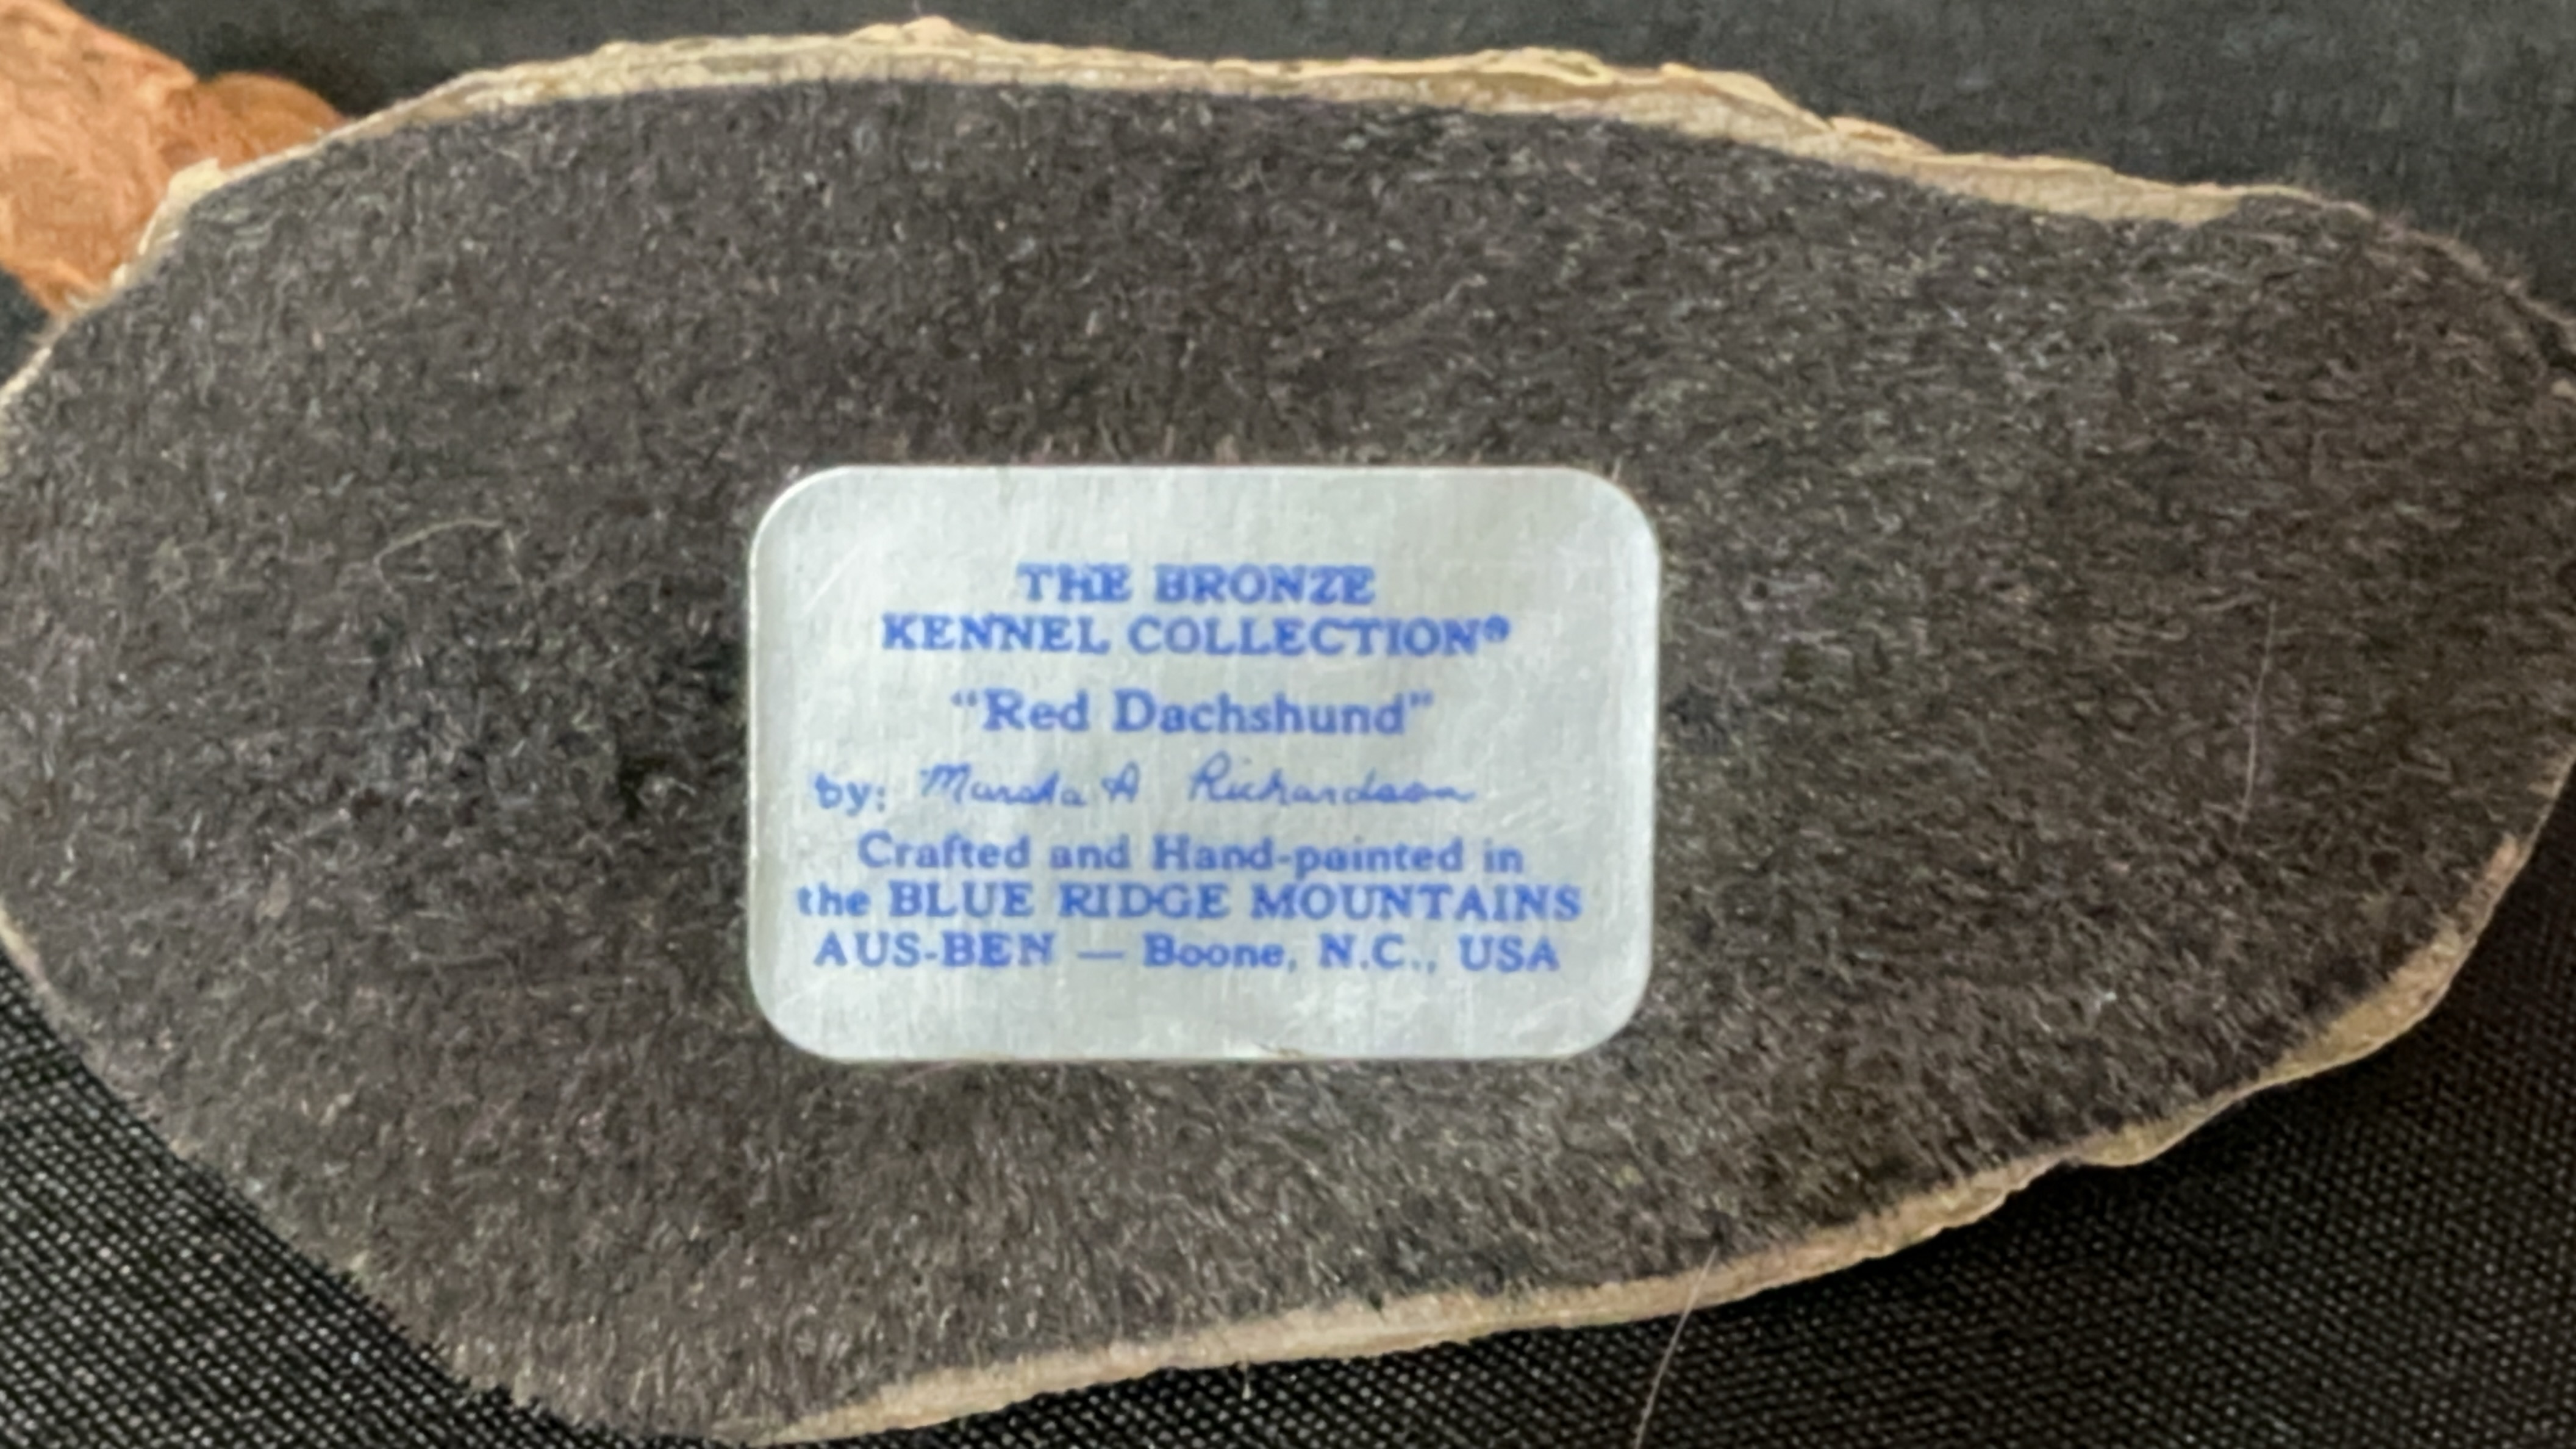 THE BRONZE
KENNEL COLLECTION®
“Red Dachshund”
by: Marsha A Richardson
Crafted and Hand-painted in
the BLUE RIDGE MOUNTAINS
AUS-BEN — Boone, N.C., USA